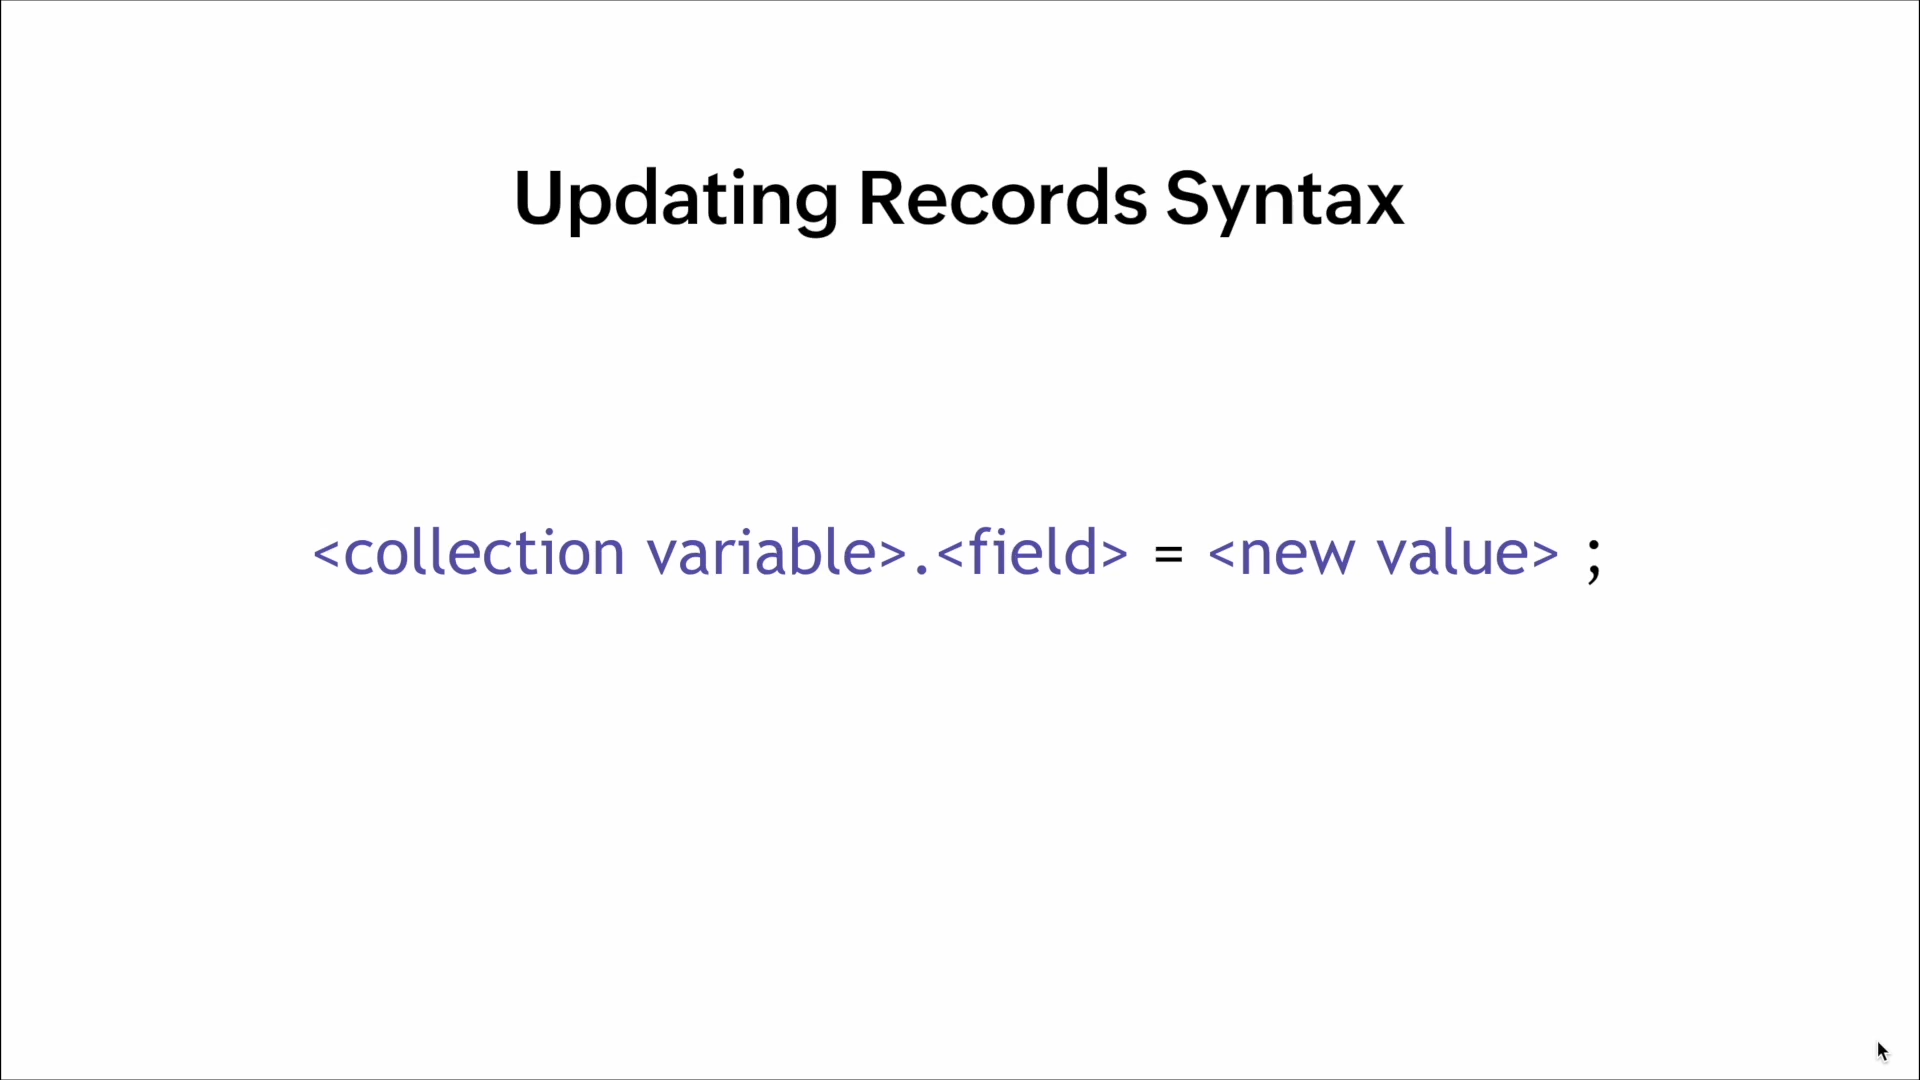 Updating Records Syntax
<collection variable>.<field> = <new value> ;